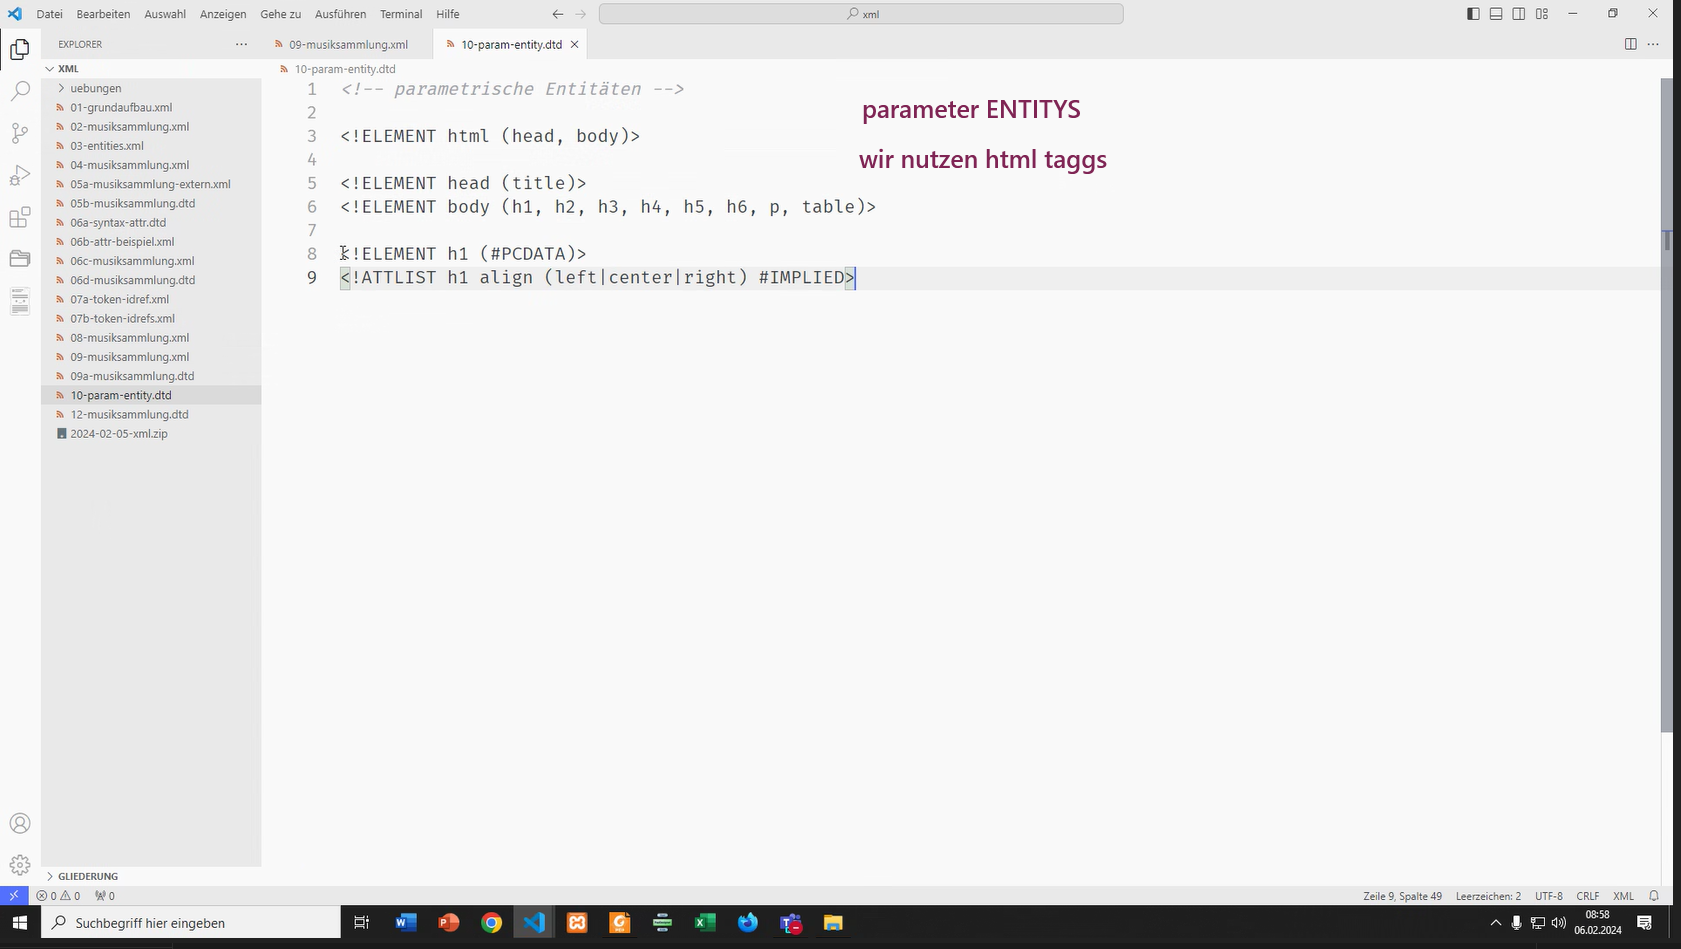 Datei Bearbeiten Auswahl Anzeigen Gehe zu Ausführen Terminal Hilfe
xml
EXPLORER
09-musiksammlung.xml
10-param-entity.dtd
XML
uebungen
01-grundaufbau.xml
02-musiksammlung.xml
03-entities.xml
04-musiksammlung.xml
05a-musiksammlung-extern.xml
05b-musiksammlung.dtd
06a-syntax-attr.dtd
06b-attr-beispiel.xml
06c-musiksammlung.xml
06d-musiksammlung.dtd
07a-token-idref.xml
07b-token-idrefs.xml
08-musiksammlung.xml
09-musiksammlung.xml
09a-musiksammlung.dtd
10-param-entity.dtd
12-musiksammlung.dtd
2024-02-05-xml.zip
GLIEDERUNG
10-param-entity.dtd
1 <!-- parametrische Entitäten -->
2
3 <!ELEMENT html (head, body)>
4
5 <!ELEMENT head (title)>
6 <!ELEMENT body (h1, h2, h3, h4, h5, h6, p, table)>
7
8 <!ELEMENT h1 (#PCDATA)>
9 <!ATTLIST h1 align (left|center|right) #IMPLIED>
parameter ENTITYS
wir nutzen html taggs
0 0 0
Zeile 9, Spalte 49 Leerzeichen: 2 UTF-8 CRLF XML
Suchbegriff hier eingeben
08:58
06.02.2024